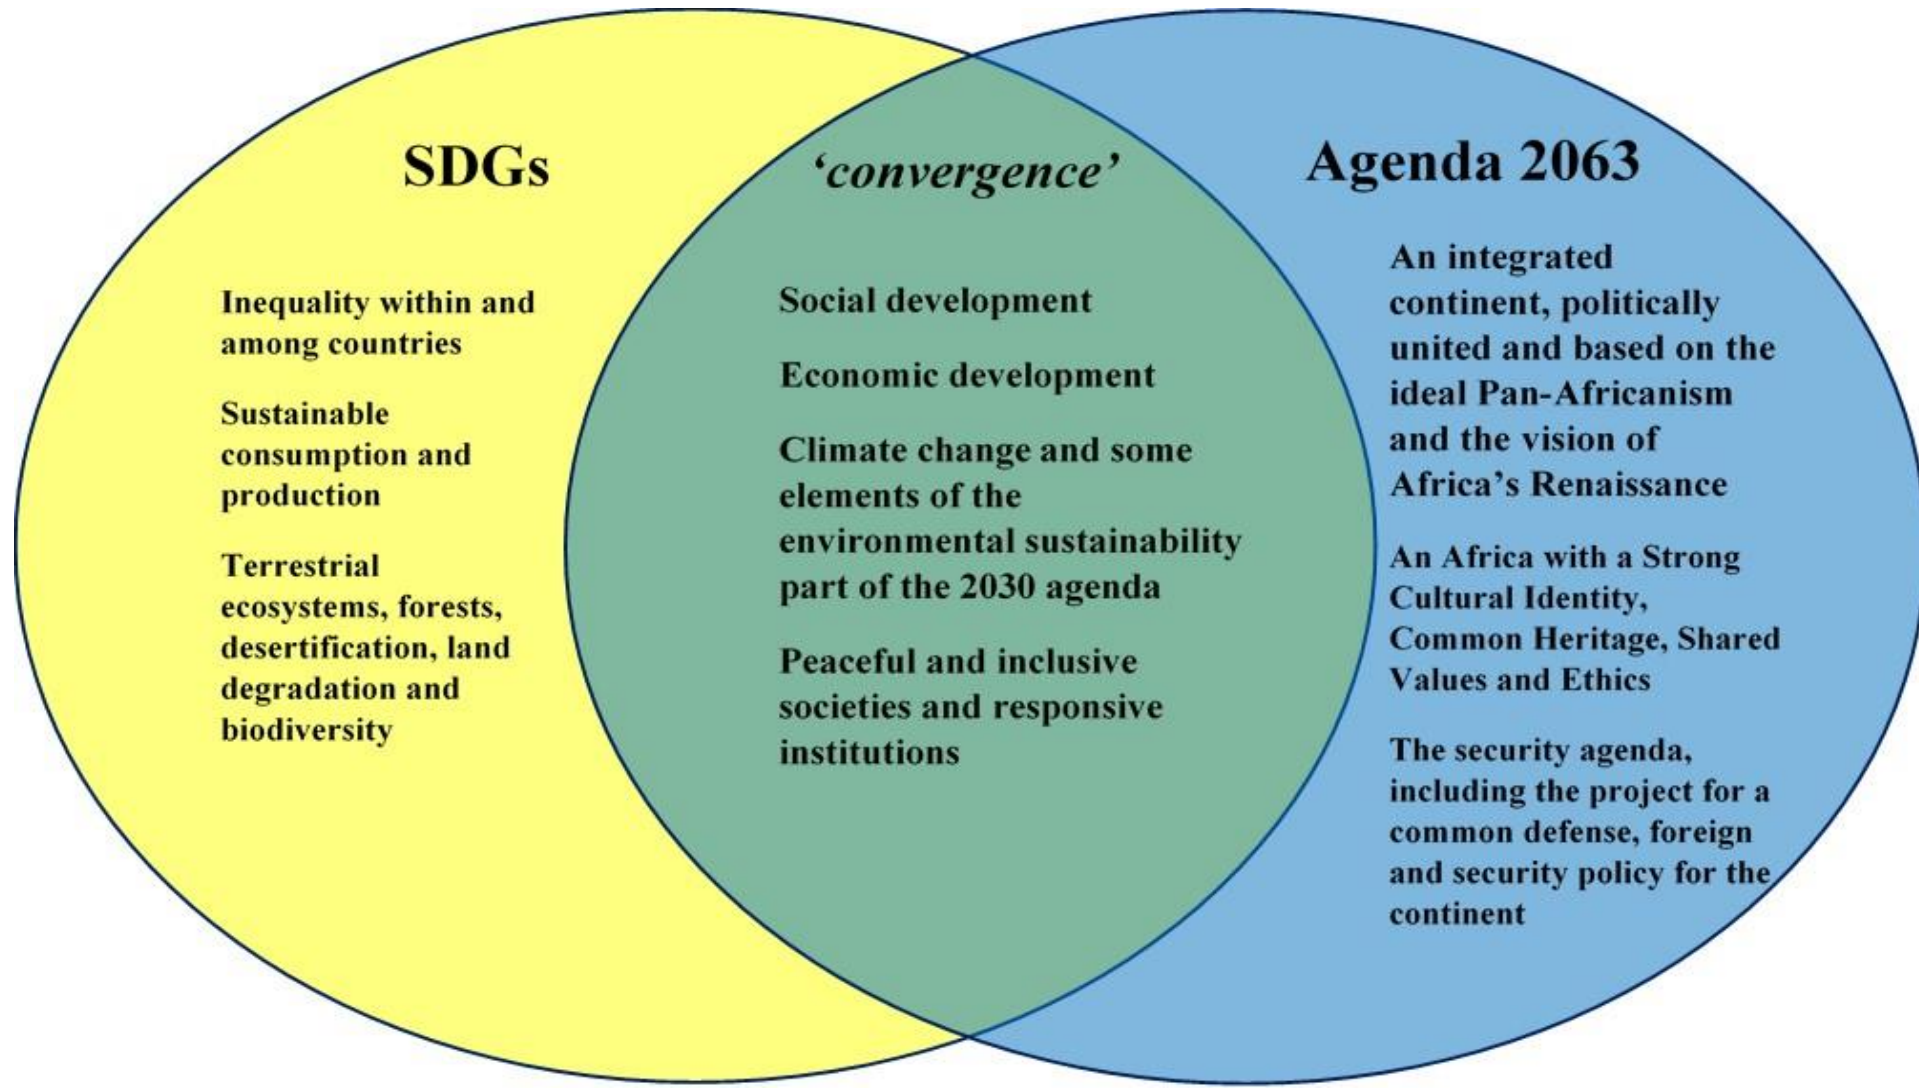 SDGs
Inequality within and
among countries
Sustainable
consumption and
production
Terrestrial
ecosystems, forests,
desertification, land
degradation and
biodiversity
‘convergence’
Social development
Economic development
Climate change and some
elements of the
environmental sustainability
part of the 2030 agenda
Peaceful and inclusive
societies and responsive
institutions
Agenda 2063
An integrated
continent, politically
united and based on the
ideal Pan-Africanism
and the vision of
Africa’s Renaissance
An Africa with a Strong
Cultural Identity,
Common Heritage, Shared
Values and Ethics
The security agenda,
including the project for a
common defense, foreign
and security policy for the
continent